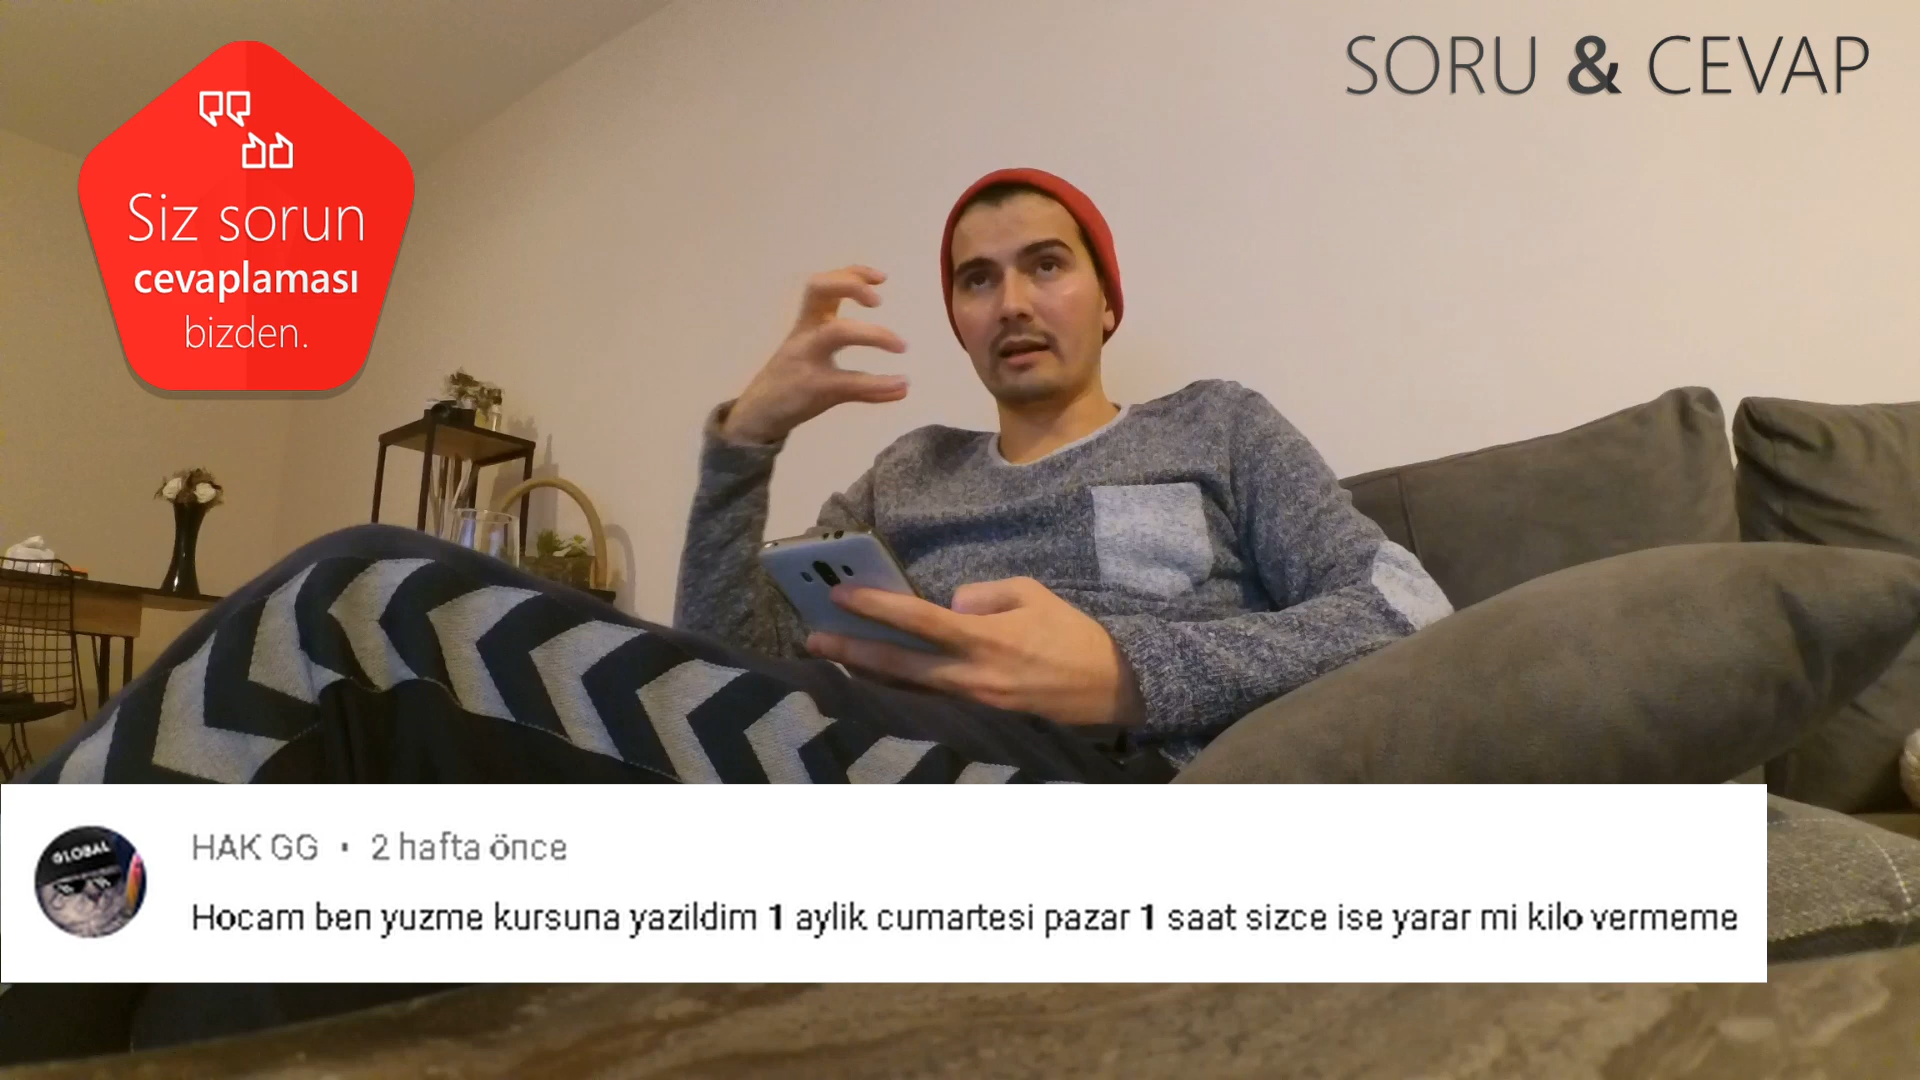 SORU & CEVAP
Siz sorun
cevaplaması
bizden.
HAK GG • 2 hafta önce
GLOBAL
Hocam ben yuzme kursuna yazildim 1 aylik cumartesi pazar 1 saat sizce ise yarar mi kilo vermeme